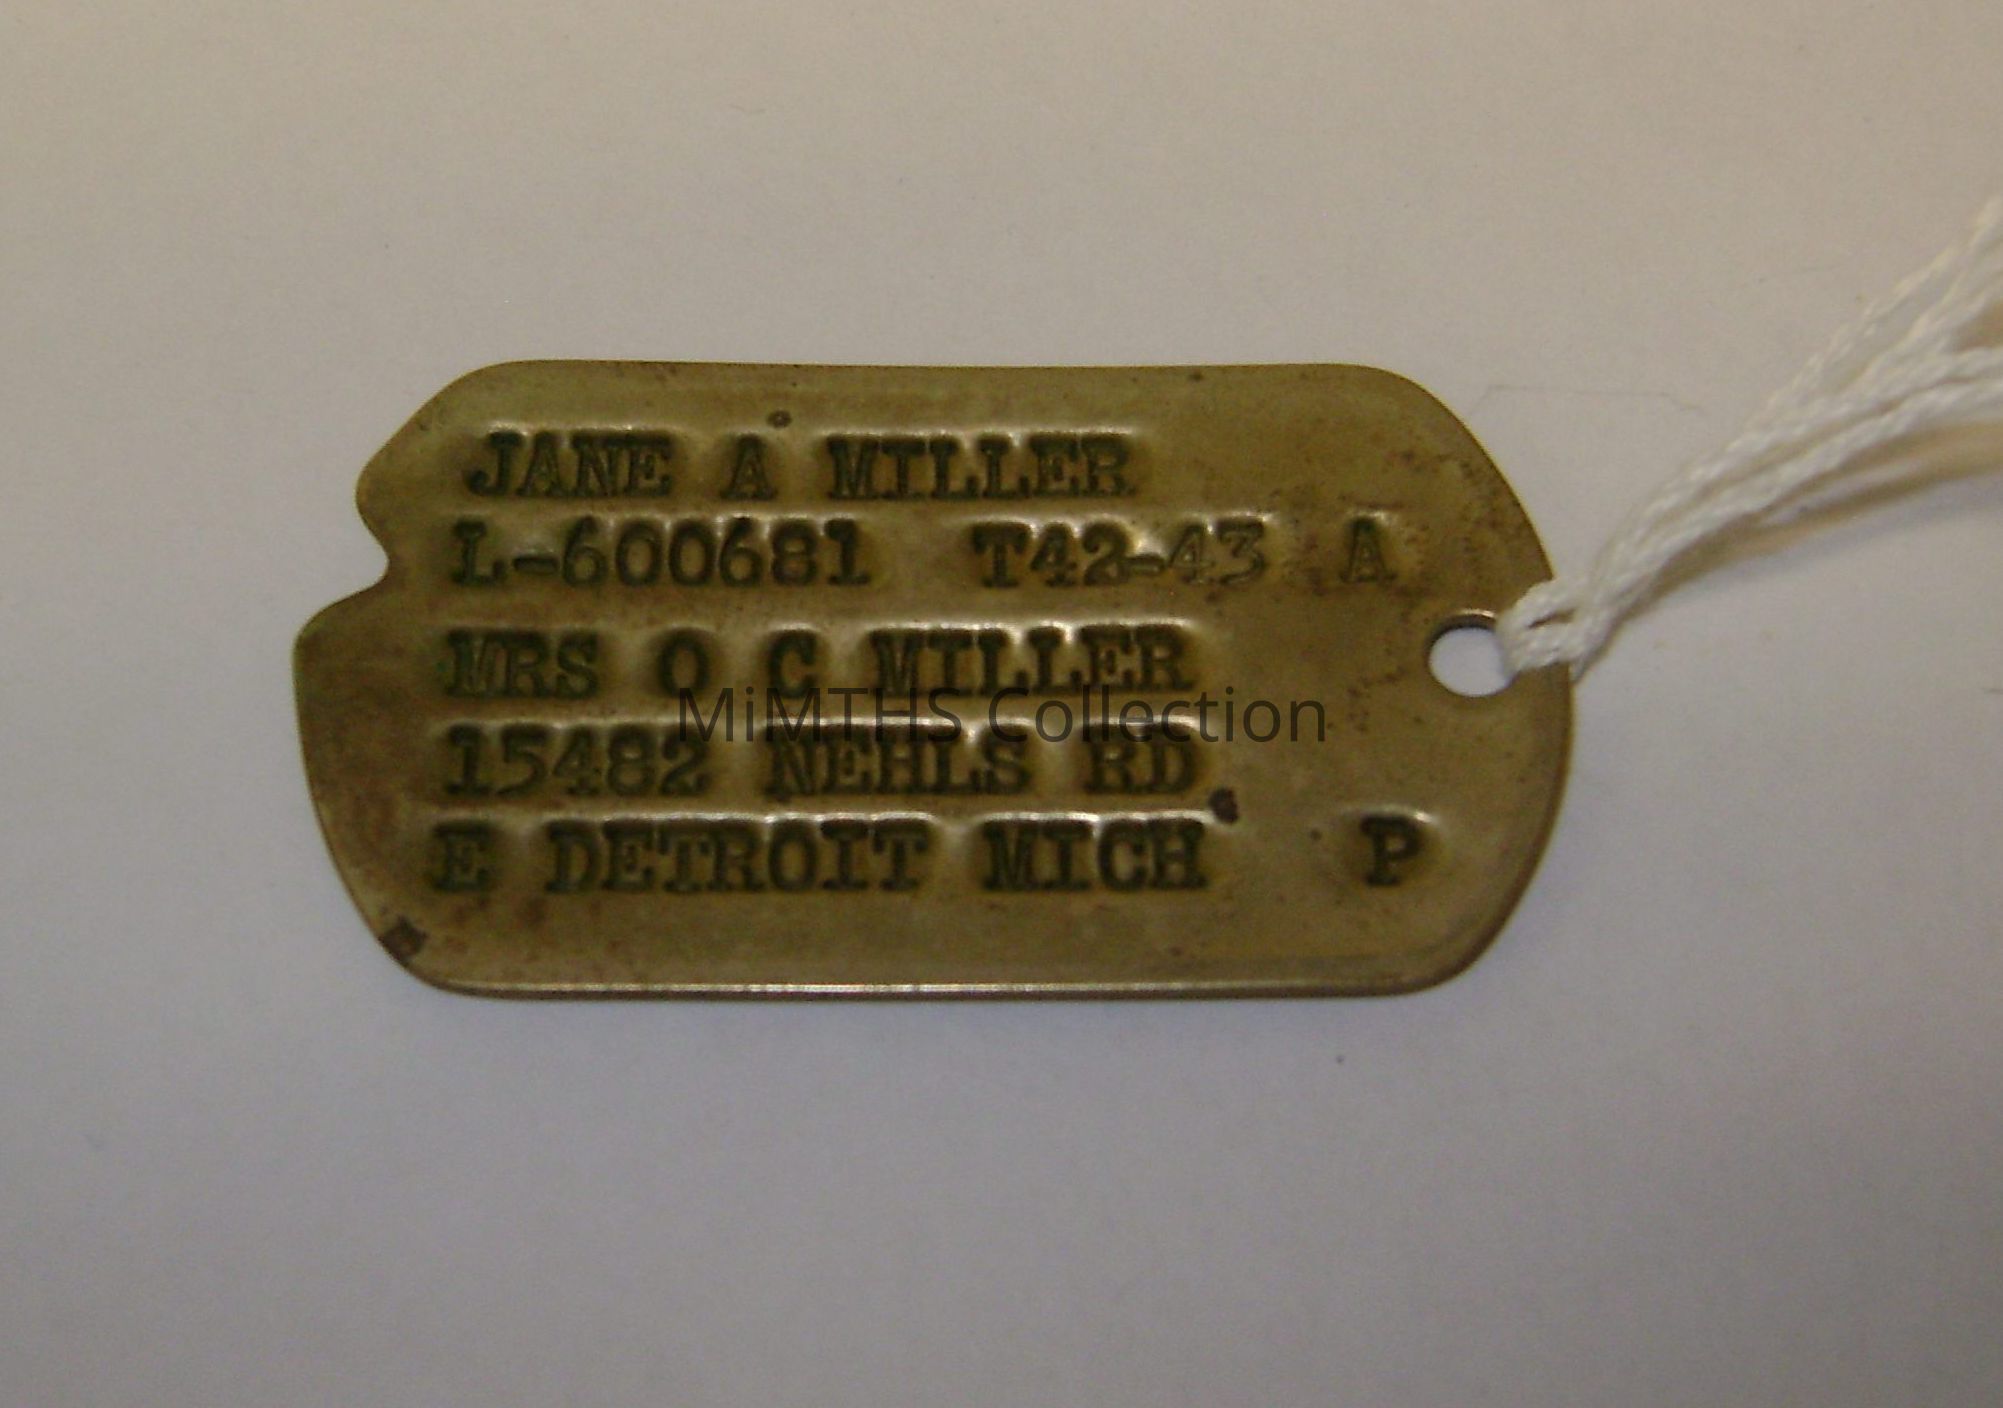 JANE A MILLER
L-600681 T42-43 A
MRS O C MILLER
15482 NEHLS RD
E DETROIT MICH P
MiMTHS Collection